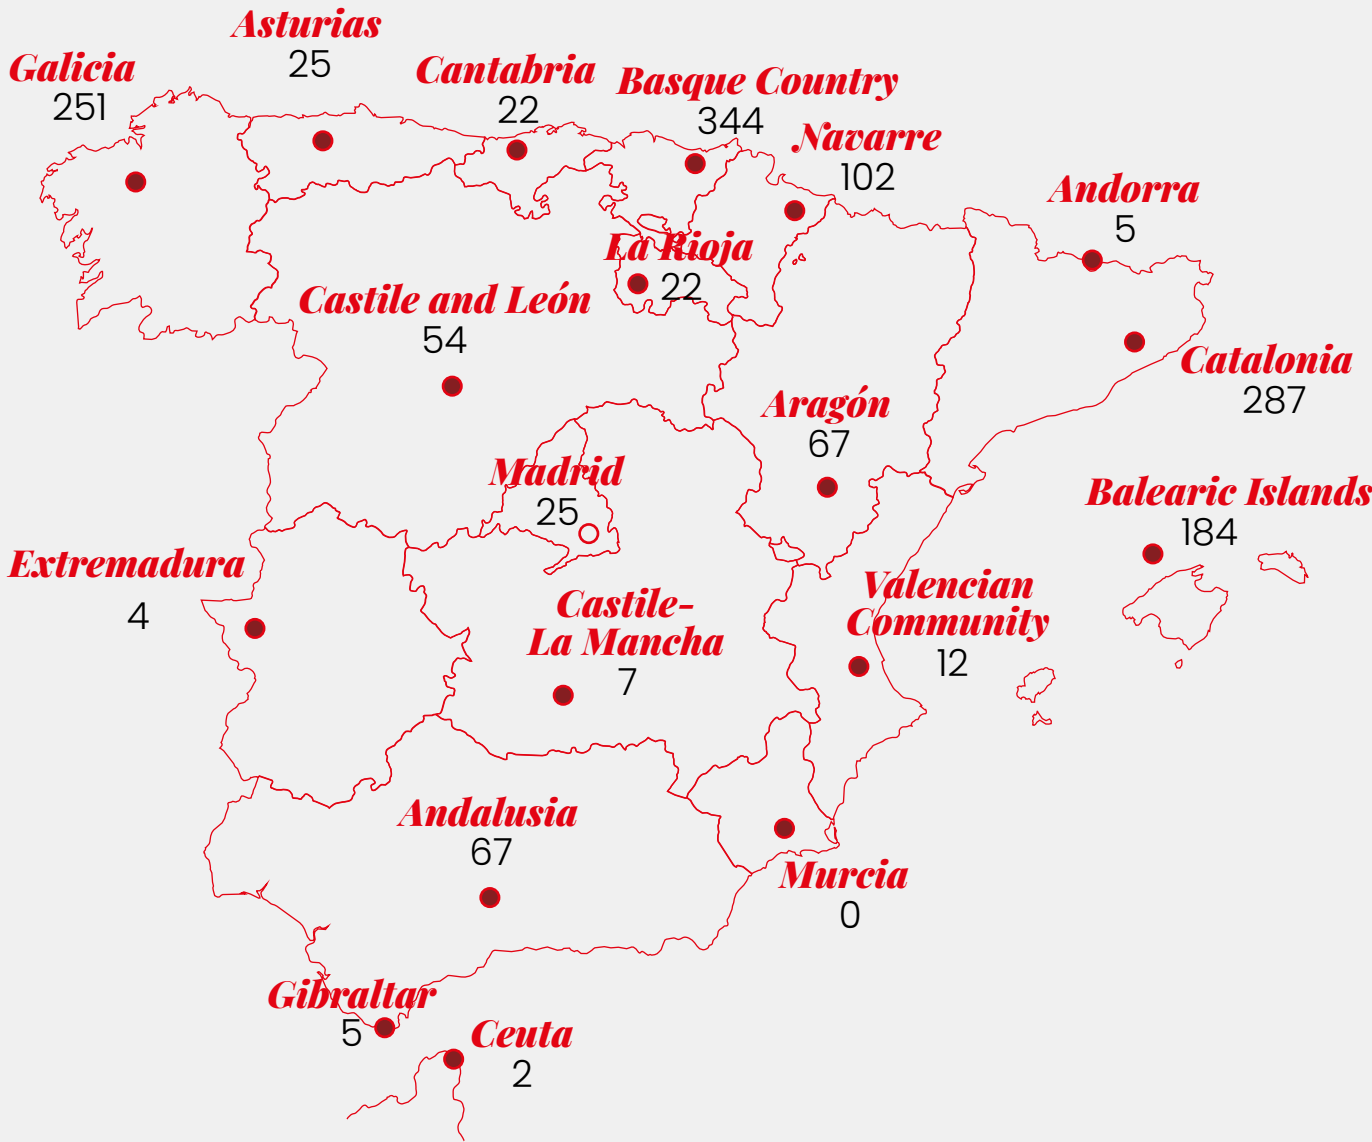 Asturias
25
Galicia
251
Cantabria
22
Basque Country
344
Navarre
102
Andorra
5
La Rioja
22
Castile and León
54
Catalonia
287
Aragón
67
Madrid
25
Balearic Islands
184
Extremadura
4
Castile-
La Mancha
7
Valencian
Community
12
Andalusia
67
Murcia
0
Gibraltar
5
Ceuta
2